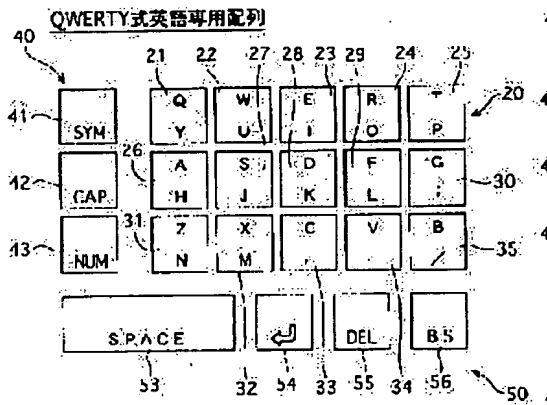 QWERTY式英語専用配列
40 21 22 27 28 23 29 24 25
Q W E R T
41 SYM Y U I O P 20
A S D F G
42 CAP 26 H J K L ; 30
Z X C V B
43 NUM 31 N M , . / 35
SPACE DEL BS
53 32 54 33 55 34 56 50